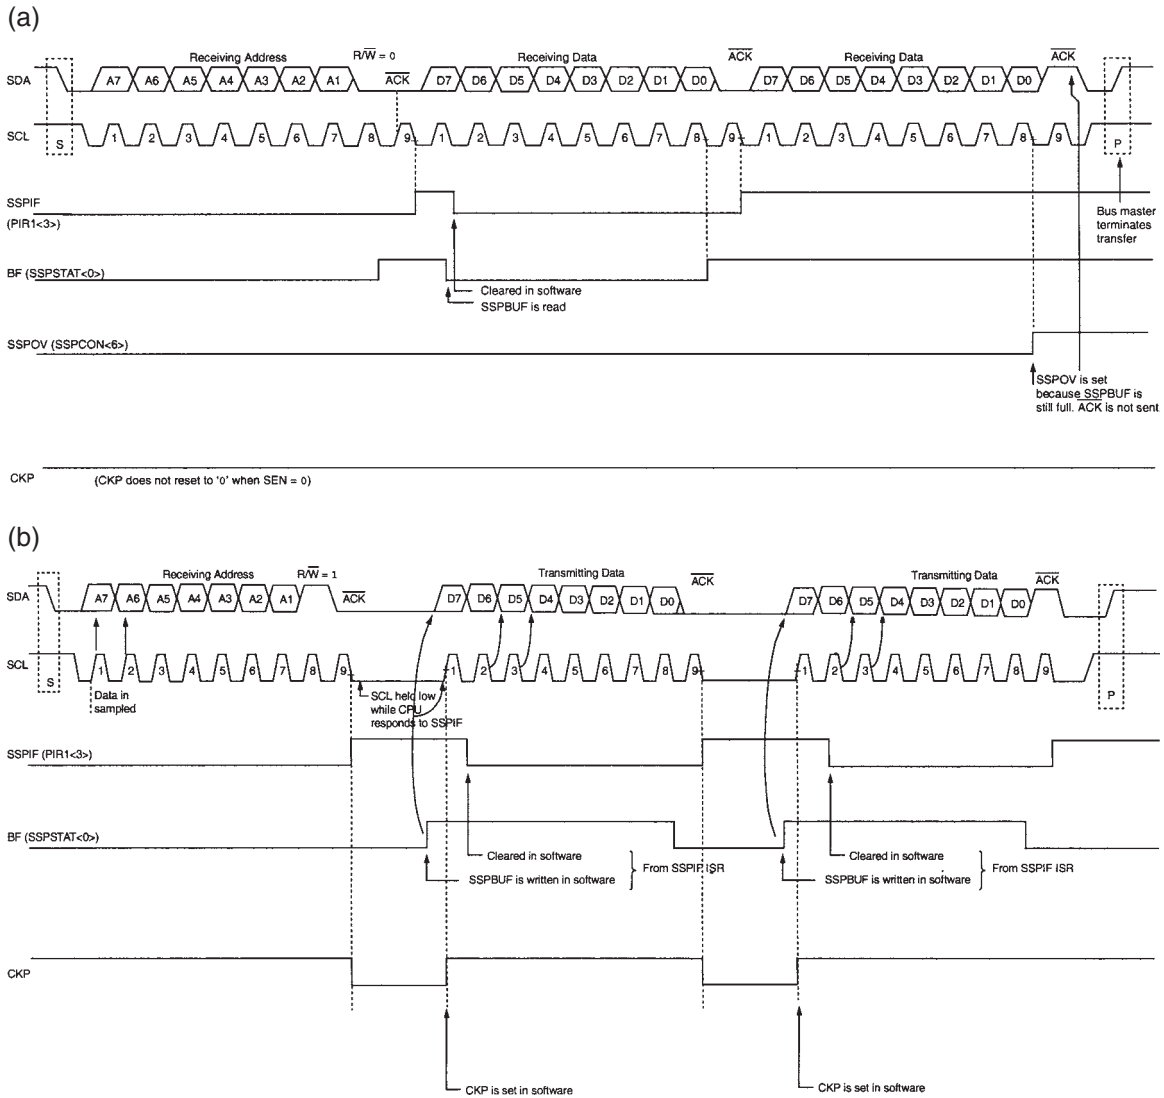 (a)
Receiving Address R/W̅ = 0 Receiving Data A̅C̅K̅ Receiving Data A̅C̅K̅
SDA A7 A6 A5 A4 A3 A2 A1 A̅C̅K̅ D7 D6 D5 D4 D3 D2 D1 D0 D7 D6 D5 D4 D3 D2 D1 D0
SCL S 1 2 3 4 5 6 7 8 9 1 2 3 4 5 6 7 8 9 1 2 3 4 5 6 7 8 9 P
SSPIF
(PIR1<3>)
Bus master
terminates
transfer
BF (SSPSTAT<0>)
Cleared in software
SSPBUF is read
SSPOV (SSPCON<6>)
SSPOV is set
because SSPBUF is
still full. A̅C̅K̅ is not sent
CKP (CKP does not reset to '0' when SEN = 0)
(b)
Receiving Address R/W̅ = 1 Transmitting Data A̅C̅K̅ Transmitting Data A̅C̅K̅
SDA A7 A6 A5 A4 A3 A2 A1 A̅C̅K̅ D7 D6 D5 D4 D3 D2 D1 D0 D7 D6 D5 D4 D3 D2 D1 D0
SCL S 1 2 3 4 5 6 7 8 9 1 2 3 4 5 6 7 8 9 1 2 3 4 5 6 7 8 9 P
Data in
sampled
SCL held low
while CPU
responds to SSPIF
SSPIF (PIR1<3>)
BF (SSPSTAT<0>)
Cleared in software
SSPBUF is written in software
From SSPIF ISR
Cleared in software
SSPBUF is written in software
From SSPIF ISR
CKP
CKP is set in software
CKP is set in software